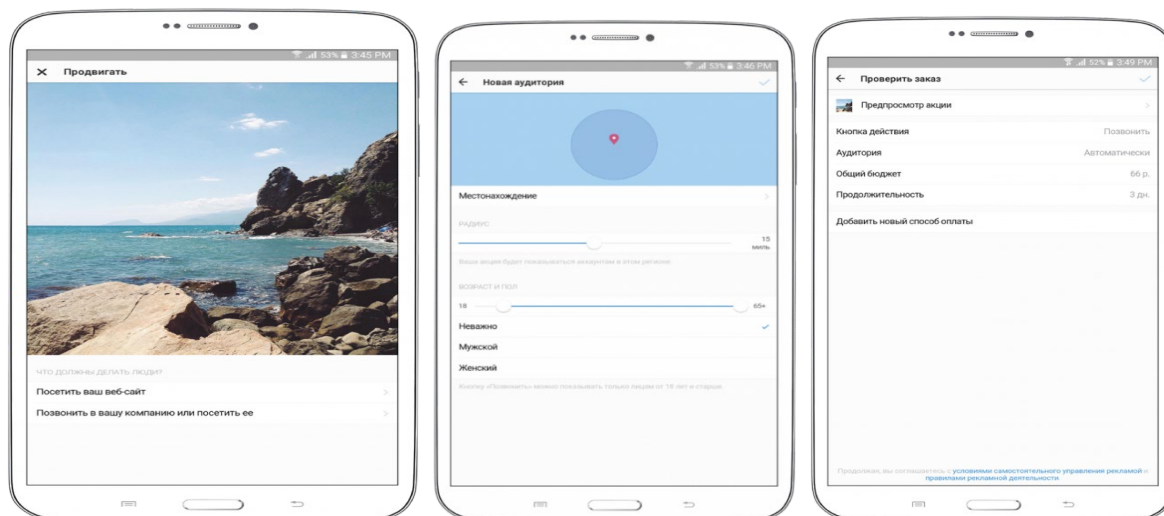 53% 3:45 PM
Продвигать
ЧТО ДОЛЖНЫ ДЕЛАТЬ ЛЮДИ?
Посетить ваш веб-сайт
Позвонить в вашу компанию или посетить ее
53% 3:46 PM
Новая аудитория
Местонахождение
РАДИУС
15
миль
Ваша акция будет показываться аккаунтам в этом регионе.
ВОЗРАСТ И ПОЛ
18
65+
Неважно
Мужской
Женский
Кнопку «Позвонить» можно показывать только лицам от 18 лет и старше.
52% 3:49 PM
Проверить заказ
Предпросмотр акции
Кнопка действия Позвонить
Аудитория Автоматически
Общий бюджет 66 р.
Продолжительность 3 дн.
Добавить новый способ оплаты
Продолжая, вы соглашаетесь с условиями самостоятельного управления рекламой и
правилами рекламной деятельности